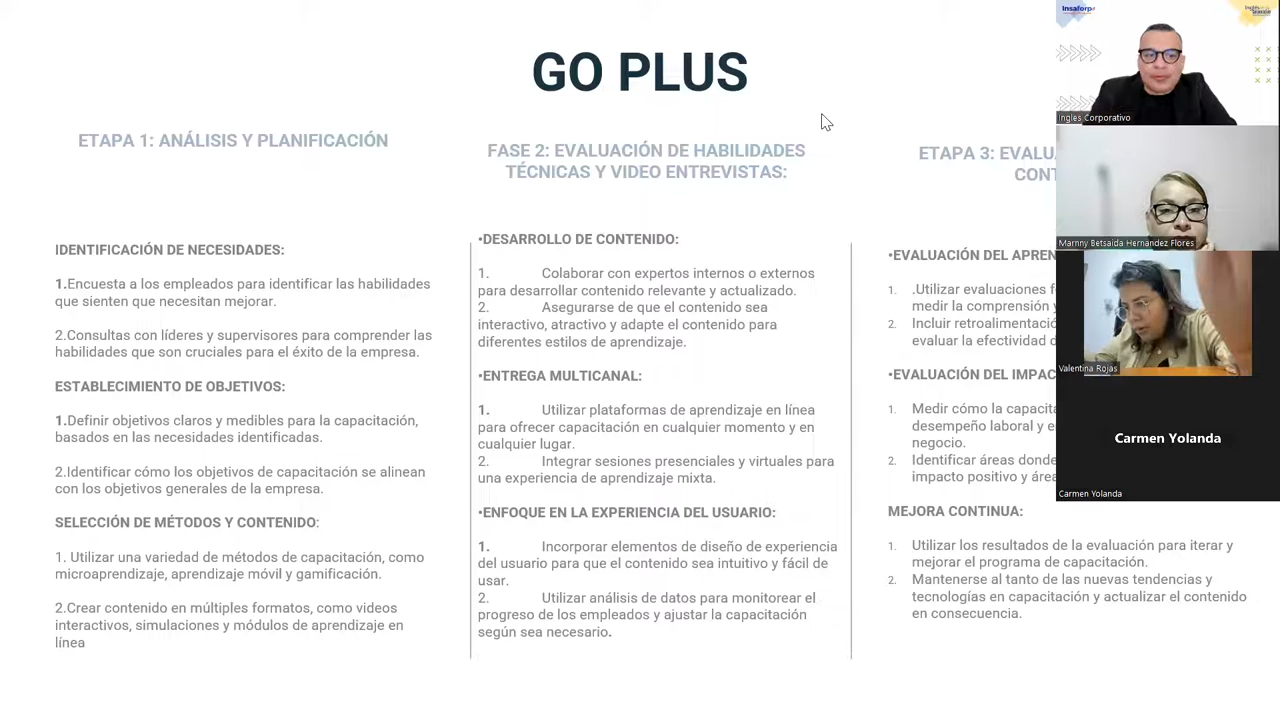 GO PLUS
ETAPA 1: ANÁLISIS Y PLANIFICACIÓN
IDENTIFICACIÓN DE NECESIDADES:
1.Encuesta a los empleados para identificar las habilidades
que sienten que necesitan mejorar.
2.Consultas con líderes y supervisores para comprender las
habilidades que son cruciales para el éxito de la empresa.
ESTABLECIMIENTO DE OBJETIVOS:
1.Definir objetivos claros y medibles para la capacitación,
basados en las necesidades identificadas.
2.Identificar cómo los objetivos de capacitación se alinean
con los objetivos generales de la empresa.
SELECCIÓN DE MÉTODOS Y CONTENIDO:
1. Utilizar una variedad de métodos de capacitación, como
microaprendizaje, aprendizaje móvil y gamificación.
2.Crear contenido en múltiples formatos, como videos
interactivos, simulaciones y módulos de aprendizaje en
línea
FASE 2: EVALUACIÓN DE HABILIDADES
TÉCNICAS Y VIDEO ENTREVISTAS:
•DESARROLLO DE CONTENIDO:
1. Colaborar con expertos internos o externos
para desarrollar contenido relevante y actualizado.
2. Asegurarse de que el contenido sea
interactivo, atractivo y adapte el contenido para
diferentes estilos de aprendizaje.
•ENTREGA MULTICANAL:
1. Utilizar plataformas de aprendizaje en línea
para ofrecer capacitación en cualquier momento y en
cualquier lugar.
2. Integrar sesiones presenciales y virtuales para
una experiencia de aprendizaje mixta.
•ENFOQUE EN LA EXPERIENCIA DEL USUARIO:
1. Incorporar elementos de diseño de experiencia
del usuario para que el contenido sea intuitivo y fácil de
usar.
2. Utilizar análisis de datos para monitorear el
progreso de los empleados y ajustar la capacitación
según sea necesario.
ETAPA 3: EVALU
CONT
•EVALUACIÓN DEL APREN
1. .Utilizar evaluaciones f
medir la comprensión y
2. Incluir retroalimentació
evaluar la efectividad d
•EVALUACIÓN DEL IMPAC
1. Medir cómo la capacita
desempeño laboral y e
negocio.
2. Identificar áreas donde
impacto positivo y área
MEJORA CONTINUA:
1. Utilizar los resultados de la evaluación para iterar y
mejorar el programa de capacitación.
2. Mantenerse al tanto de las nuevas tendencias y
tecnologías en capacitación y actualizar el contenido
en consecuencia.
Insaforp
Ingles Corporativo
Marnny Betsaida Hernandez Flores
Valentina Rojas
Carmen Yolanda
Carmen Yolanda